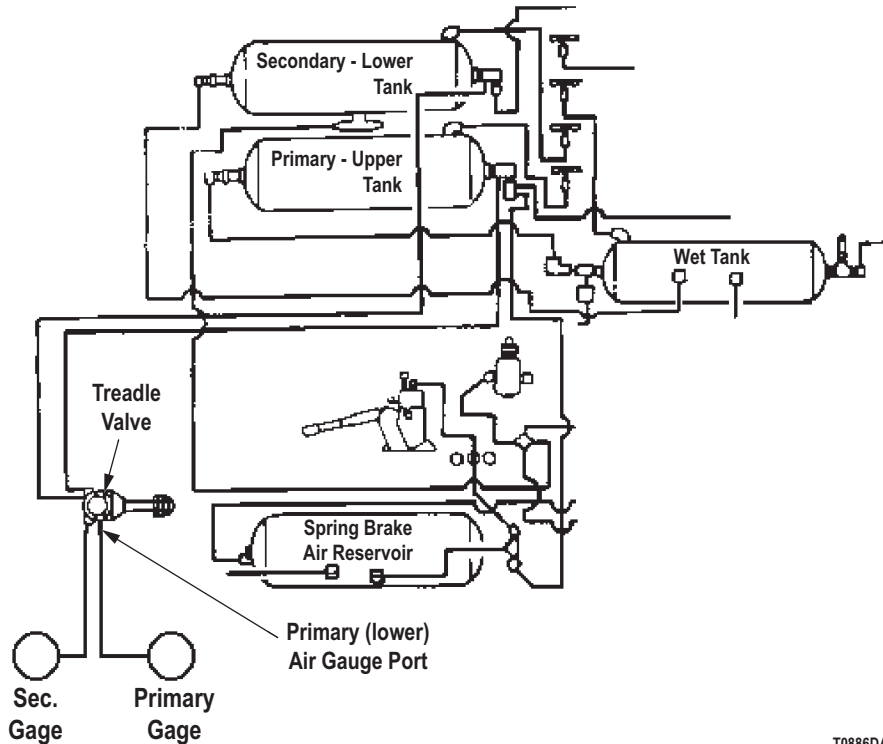 Secondary - Lower
Tank
Primary - Upper
Tank
Wet Tank
Treadle
Valve
Spring Brake
Air Reservoir
Primary (lower)
Air Gauge Port
Sec.
Gage
Primary
Gage
T0886DA